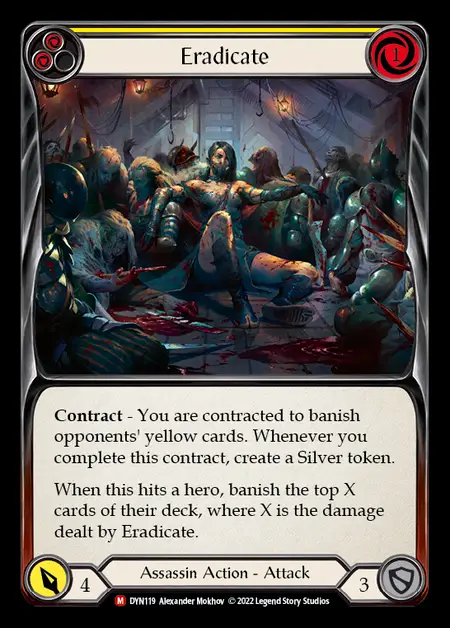 Eradicate
1
Contract - You are contracted to banish
opponents' yellow cards. Whenever you
complete this contract, create a Silver token.
When this hits a hero, banish the top X
cards of their deck, where X is the damage
dealt by Eradicate.
4
Assassin Action - Attack
3
M DYN119 Alexander Mokhov © 2022 Legend Story Studios